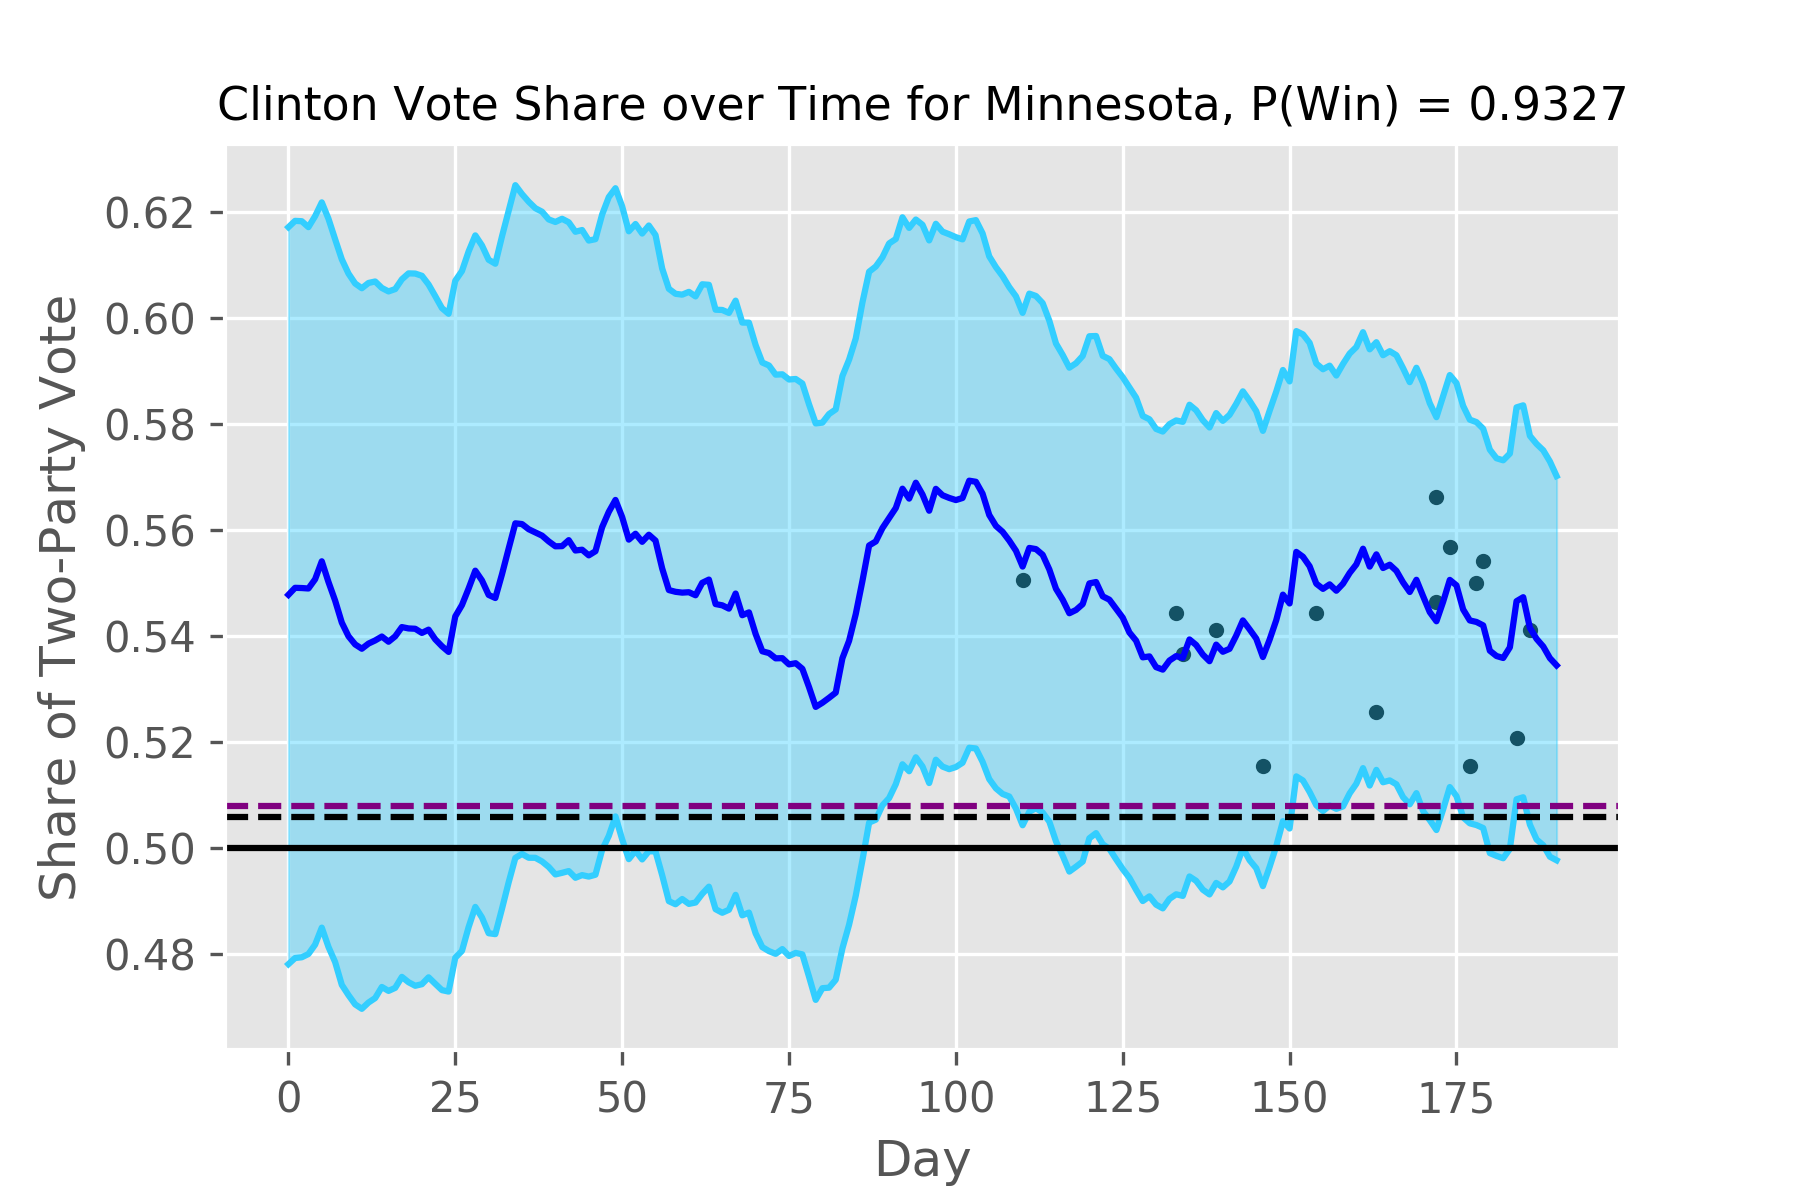 Clinton Vote Share over Time for Minnesota, P(Win) = 0.9327
Share of Two-Party Vote
0.62
0.60
0.58
0.56
0.54
0.52
0.50
0.48
0 25 50 75 100 125 150 175
Day